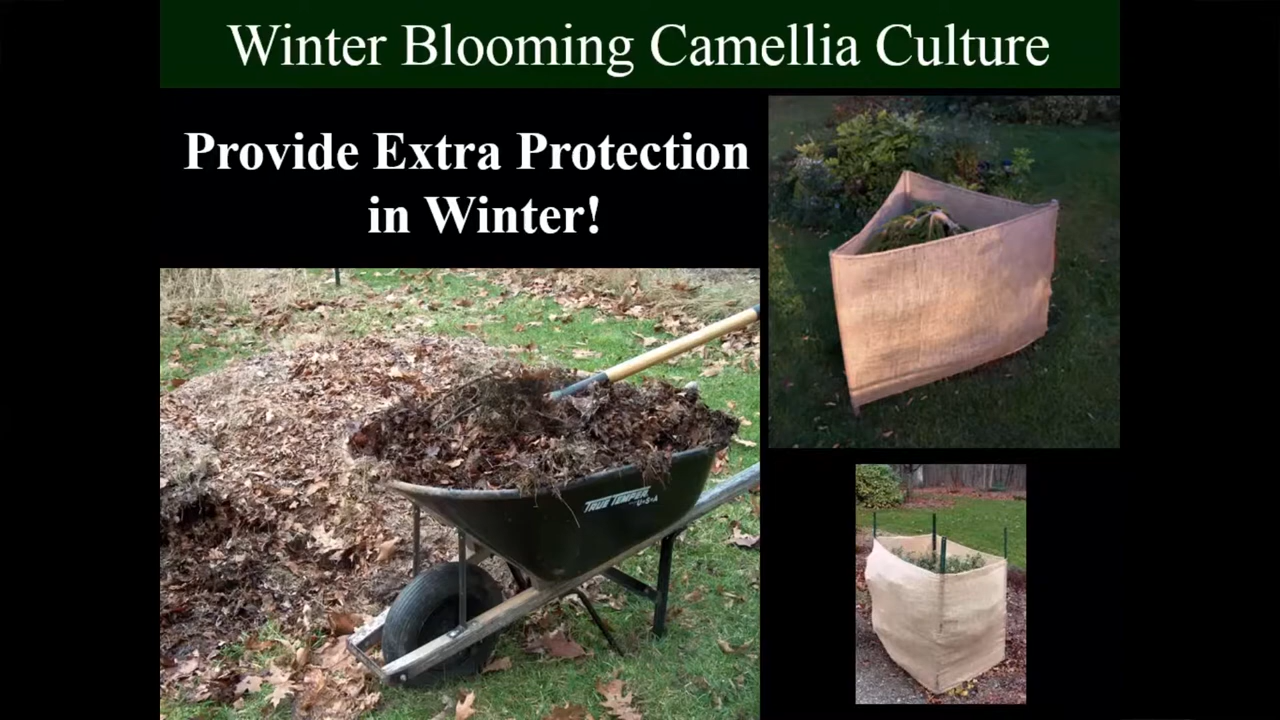 Winter Blooming Camellia Culture
Provide Extra Protection
in Winter!
TRUE TEMPER
U•S•A